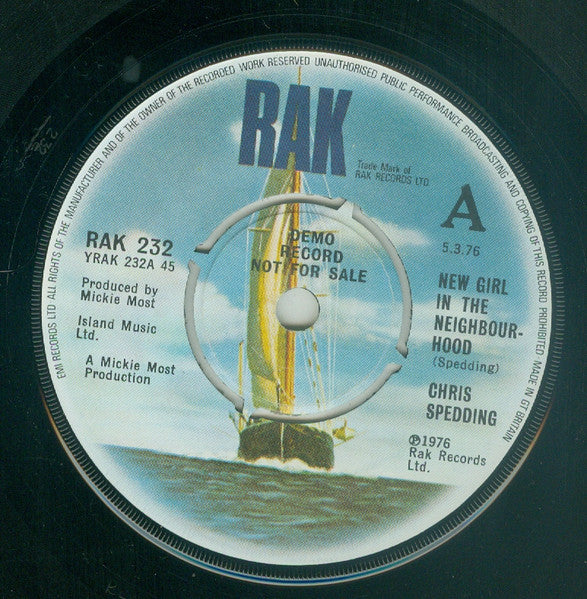 EMI RECORDS LTD ALL RIGHTS OF THE MANUFACTURER AND OF THE OWNER OF THE RECORDED WORK RESERVED UNAUTHORISED PUBLIC PERFORMANCE BROADCASTING AND COPYING OF THIS RECORD PROHIBITED MADE IN GT BRITAIN
RAK
Trade Mark of
RAK RECORDS LTD.
A
5.3.76
DEMO
RECORD
NOT FOR SALE
RAK 232
YRAK 232A 45
Produced by
Mickie Most
Island Music
Ltd.
A Mickie Most
Production
NEW GIRL
IN THE
NEIGHBOUR-
HOOD
(Spedding)
CHRIS
SPEDDING
℗1976
Rak Records
Ltd.